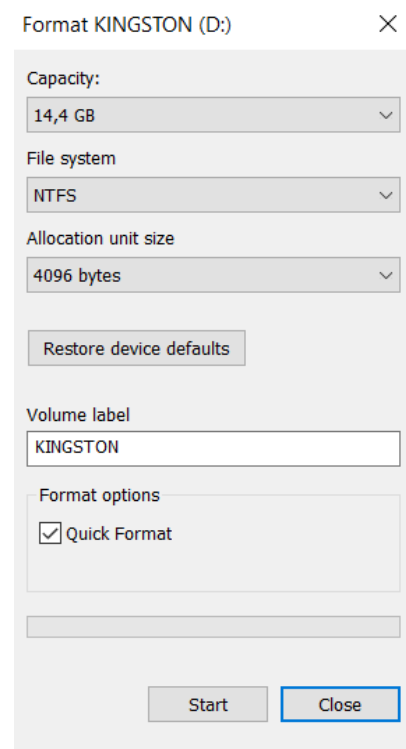 Format KINGSTON (D:)
Capacity:
14,4 GB
File system
NTFS
Allocation unit size
4096 bytes
Restore device defaults
Volume label
KINGSTON
Format options
Quick Format
Start Close